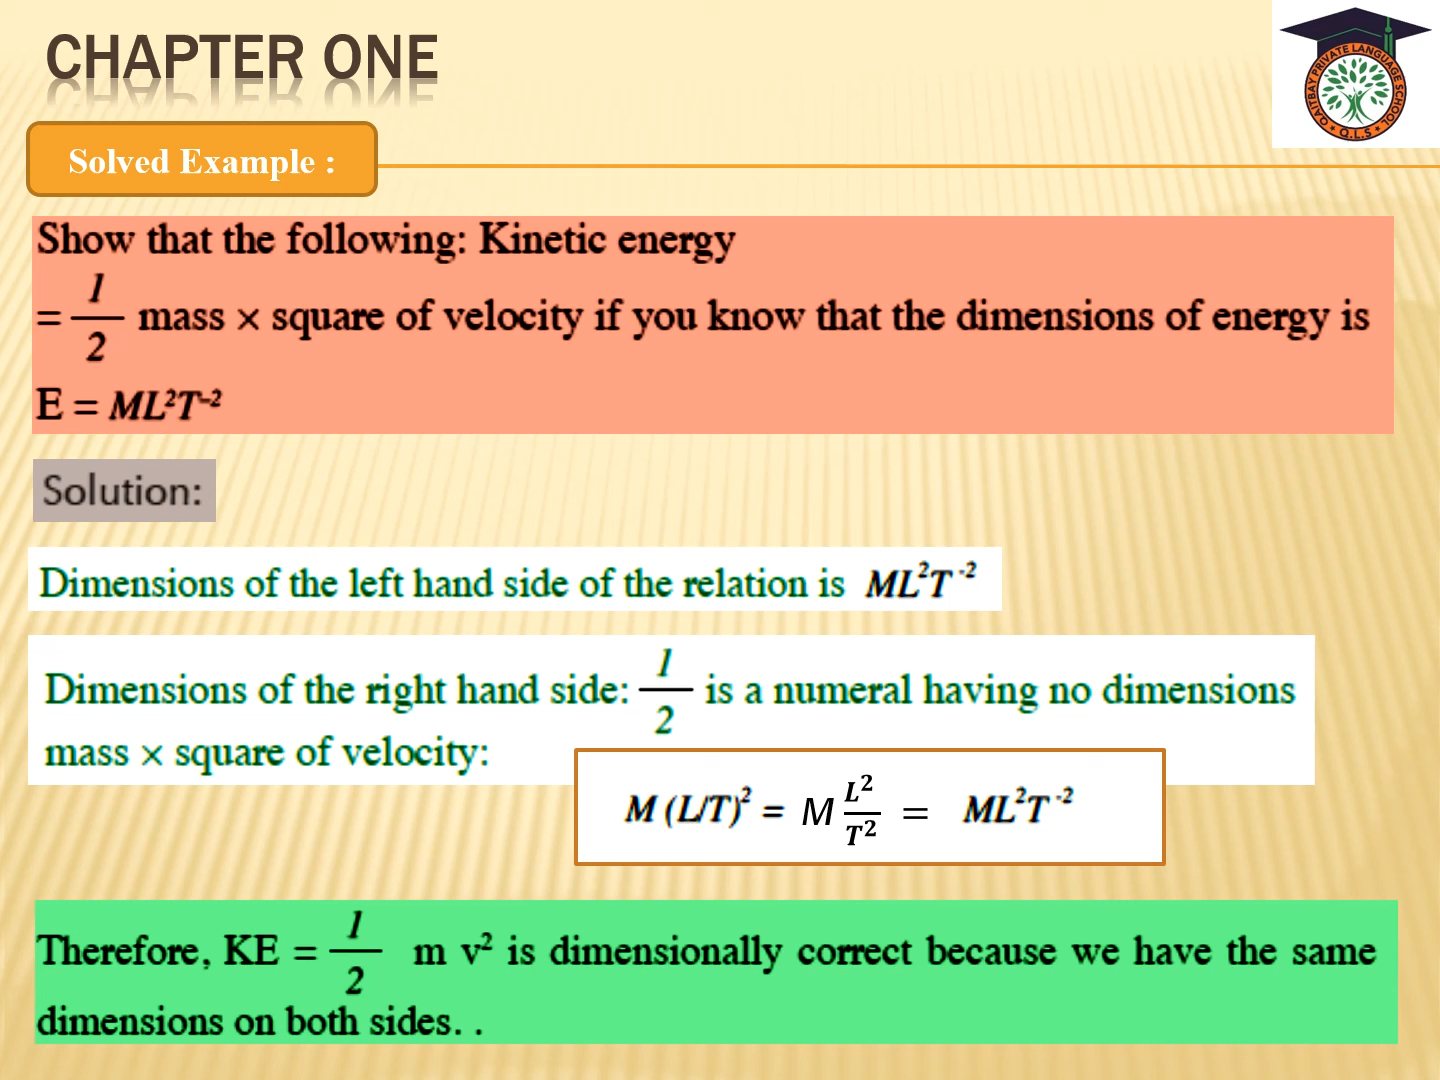 CHAPTER ONE
QAITBAY PRIVATE LANGUAGE SCHOOL
• Q.L.S •
Solved Example :
Show that the following: Kinetic energy
= 1/2 mass × square of velocity if you know that the dimensions of energy is
E = ML²T⁻²
Solution:
Dimensions of the left hand side of the relation is ML²T⁻²
Dimensions of the right hand side: 1/2 is a numeral having no dimensions
mass × square of velocity:
M (L/T)² = M L²/T² = ML²T⁻²
Therefore, KE = 1/2 m v² is dimensionally correct because we have the same
dimensions on both sides. .